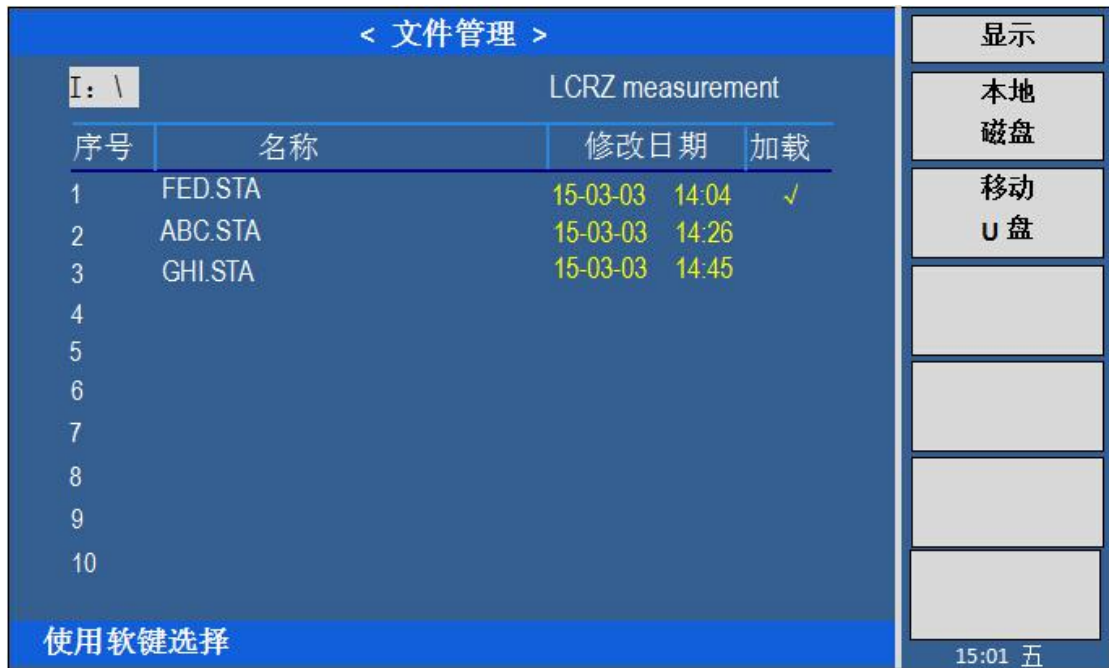 < 文件管理 >
I: \ LCRZ measurement
序号 名称 修改日期 加载
1 FED.STA 15-03-03 14:04 √
2 ABC.STA 15-03-03 14:26
3 GHI.STA 15-03-03 14:45
4
5
6
7
8
9
10
使用软键选择
显示
本地
磁盘
移动
U 盘
15:01 五